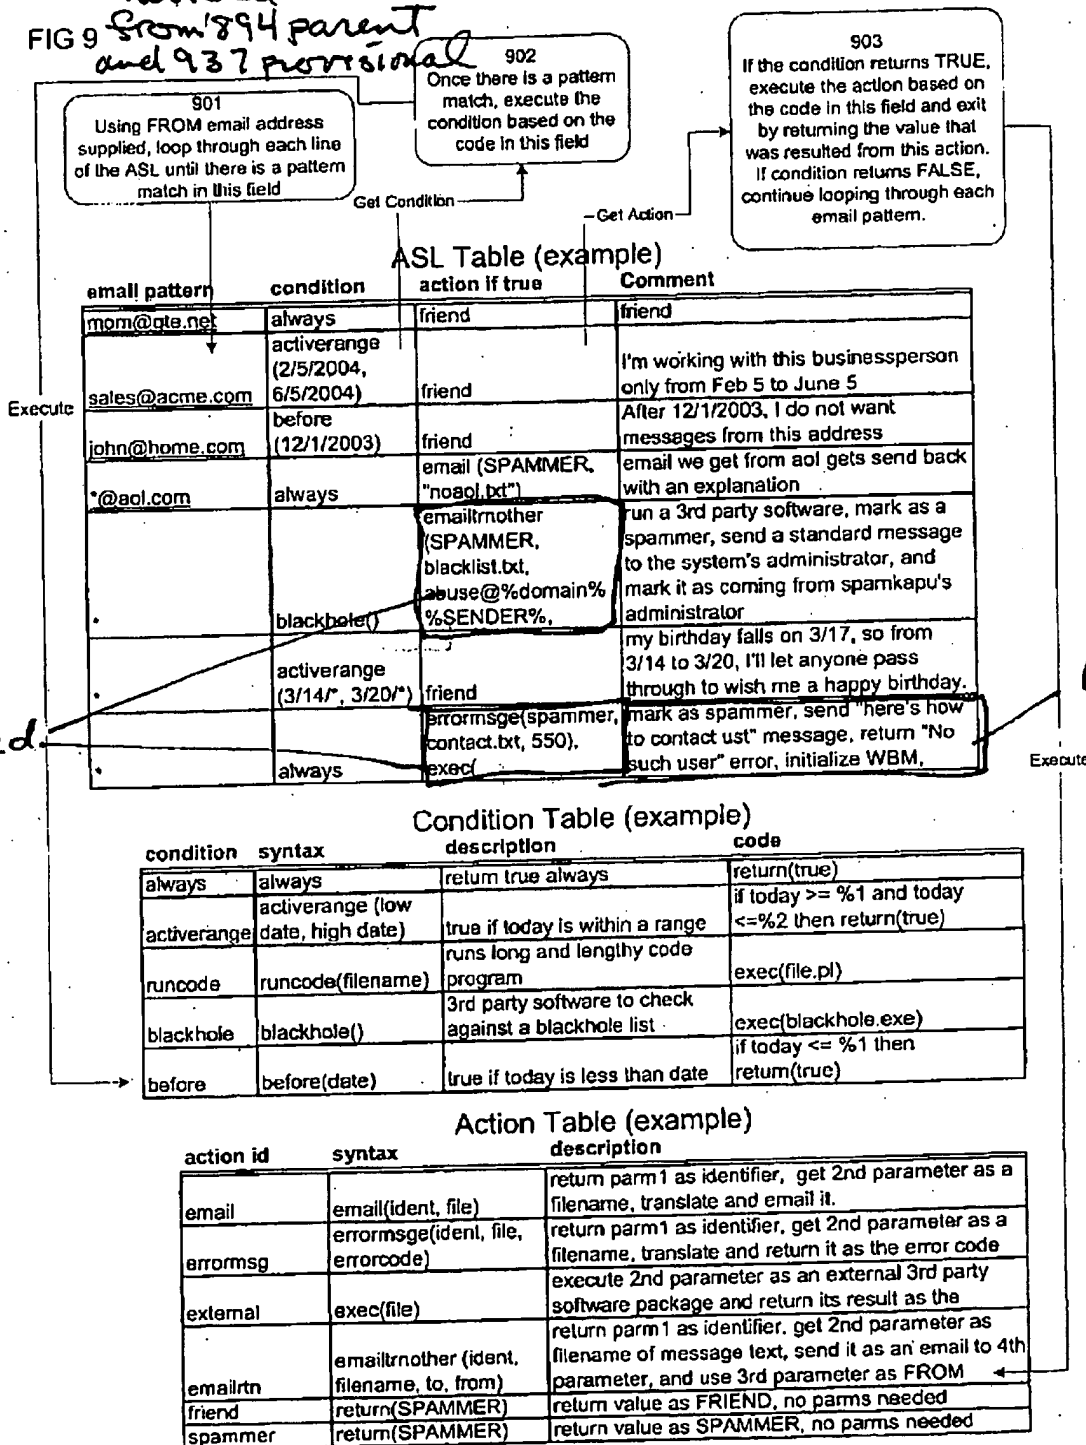 from '894 parent
FIG 9
and 937 provisional
901
Using FROM email address
supplied, loop through each line
of the ASL until there is a pattern
match in this field
902
Once there is a pattern
match, execute the
condition based on the
code in this field
903
If the condition returns TRUE,
execute the action based on
the code in this field and exit
by returning the value that
was resulted from this action.
If condition returns FALSE,
continue looping through each
email pattern.
Get Condition
Get Action
Execute
Execute
ASL Table (example)
email pattern condition action if true Comment
mom@gte.net always friend friend
activerange
(2/5/2004,
sales@acme.com 6/5/2004) friend I'm working with this businessperson
only from Feb 5 to June 5
before
john@home.com (12/1/2003) friend After 12/1/2003, I do not want
messages from this address
*@aol.com always email (SPAMMER,
"noaol.txt") email we get from aol gets send back
with an explanation
* blackhole() emailtrnother
(SPAMMER,
blacklist.txt,
abuse@%domain%
%SENDER%,
run a 3rd party software, mark as a
spammer, send a standard message
to the system's administrator, and
mark it as coming from spamkapu's
administrator
activerange
* (3/14/*, 3/20/*) friend my birthday falls on 3/17, so from
3/14 to 3/20, I'll let anyone pass
through to wish me a happy birthday.
* always errormsge(spammer,
contact.txt, 550),
exec(
mark as spammer, send "here's how
to contact ust" message, return "No
such user" error, initialize WBM,
Condition Table (example)
condition syntax description code
always always return true always return(true)
activerange activerange (low
date, high date) true if today is within a range if today >= %1 and today
<=%2 then return(true)
runcode runcode(filename) runs long and lengthy code
program exec(file.pl)
blackhole blackhole() 3rd party software to check
against a blackhole list exec(blackhole.exe)
before before(date) true if today is less than date if today <= %1 then
return(true)
Action Table (example)
action id syntax description
email email(ident, file) return parm1 as identifier, get 2nd parameter as a
filename, translate and email it.
errormsg errormsge(ident, file,
errorcode) return parm1 as identifier, get 2nd parameter as a
filename, translate and return it as the error code
external exec(file) execute 2nd parameter as an external 3rd party
software package and return its result as the
emailrtn emailtrnother (ident,
filename, to, from) return parm1 as identifier, get 2nd parameter as
filename of message text, send it as an email to 4th
parameter, and use 3rd parameter as FROM
friend return(SPAMMER) return value as FRIEND, no parms needed
spammer return(SPAMMER) return value as SPAMMER, no parms needed